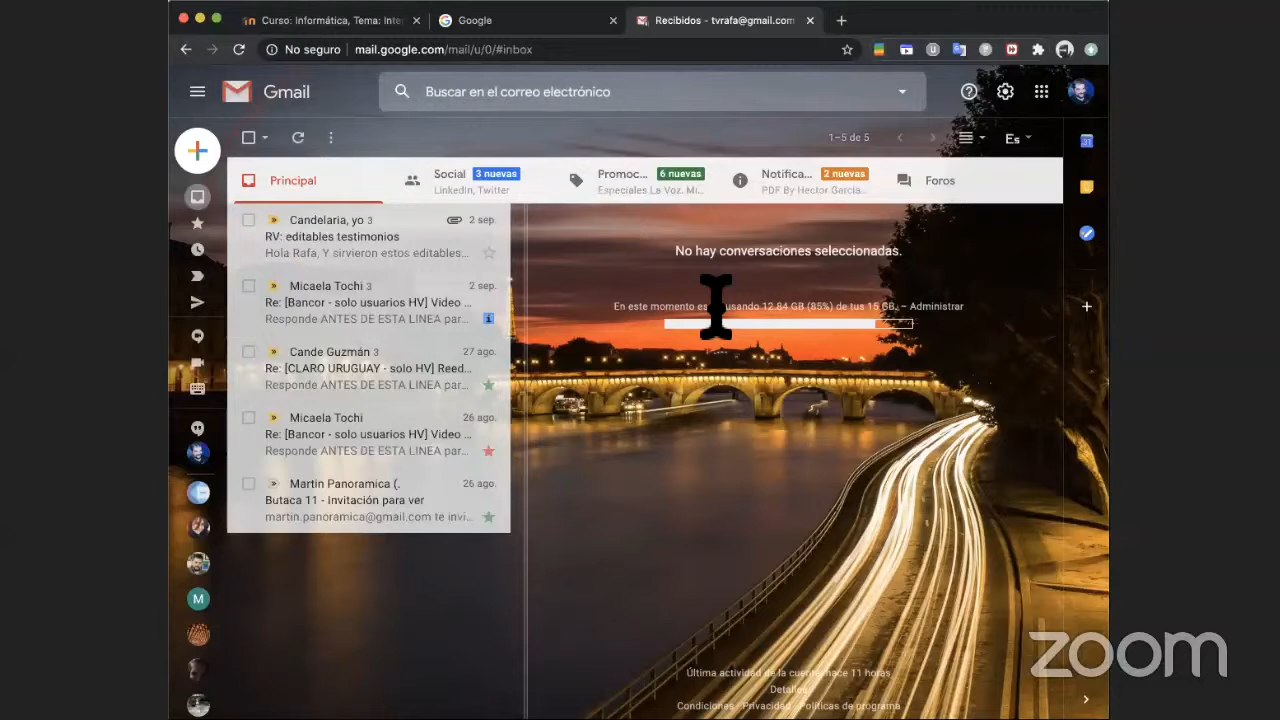 Curso: Informática, Tema: Inter
Google
Recibidos - tvrafa@gmail.com
No seguro
mail.google.com/mail/u/0/#inbox
Gmail
Buscar en el correo electrónico
1–5 de 5
Es
Principal
Social
3 nuevas
LinkedIn, Twitter
Promoc...
6 nuevas
Especiales La Voz, Mi...
Notifica...
2 nuevas
PDF By Hector Garcia...
Foros
Candelaria, yo 3
2 sep.
RV: editables testimonios
Hola Rafa, Y sirvieron estos editables...
Micaela Tochi 3
2 sep.
Re: [Bancor - solo usuarios HV] Video ...
Responde ANTES DE ESTA LINEA par...
Cande Guzmán 3
27 ago.
Re: [CLARO URUGUAY - solo HV] Reed...
Responde ANTES DE ESTA LINEA par...
Micaela Tochi
26 ago.
Re: [Bancor - solo usuarios HV] Video ...
Responde ANTES DE ESTA LINEA par...
Martin Panoramica (.
26 ago.
Butaca 11 - Invitación para ver
martin.panoramica@gmail.com te invi...
No hay conversaciones seleccionadas.
En este momento es usando 12.84 GB (85%) de tus 15 GB. – Administrar
M
31
Última actividad de la cuenta: hace 11 horas
Detalles
Condiciones · Privacidad · Políticas de programa
zoom